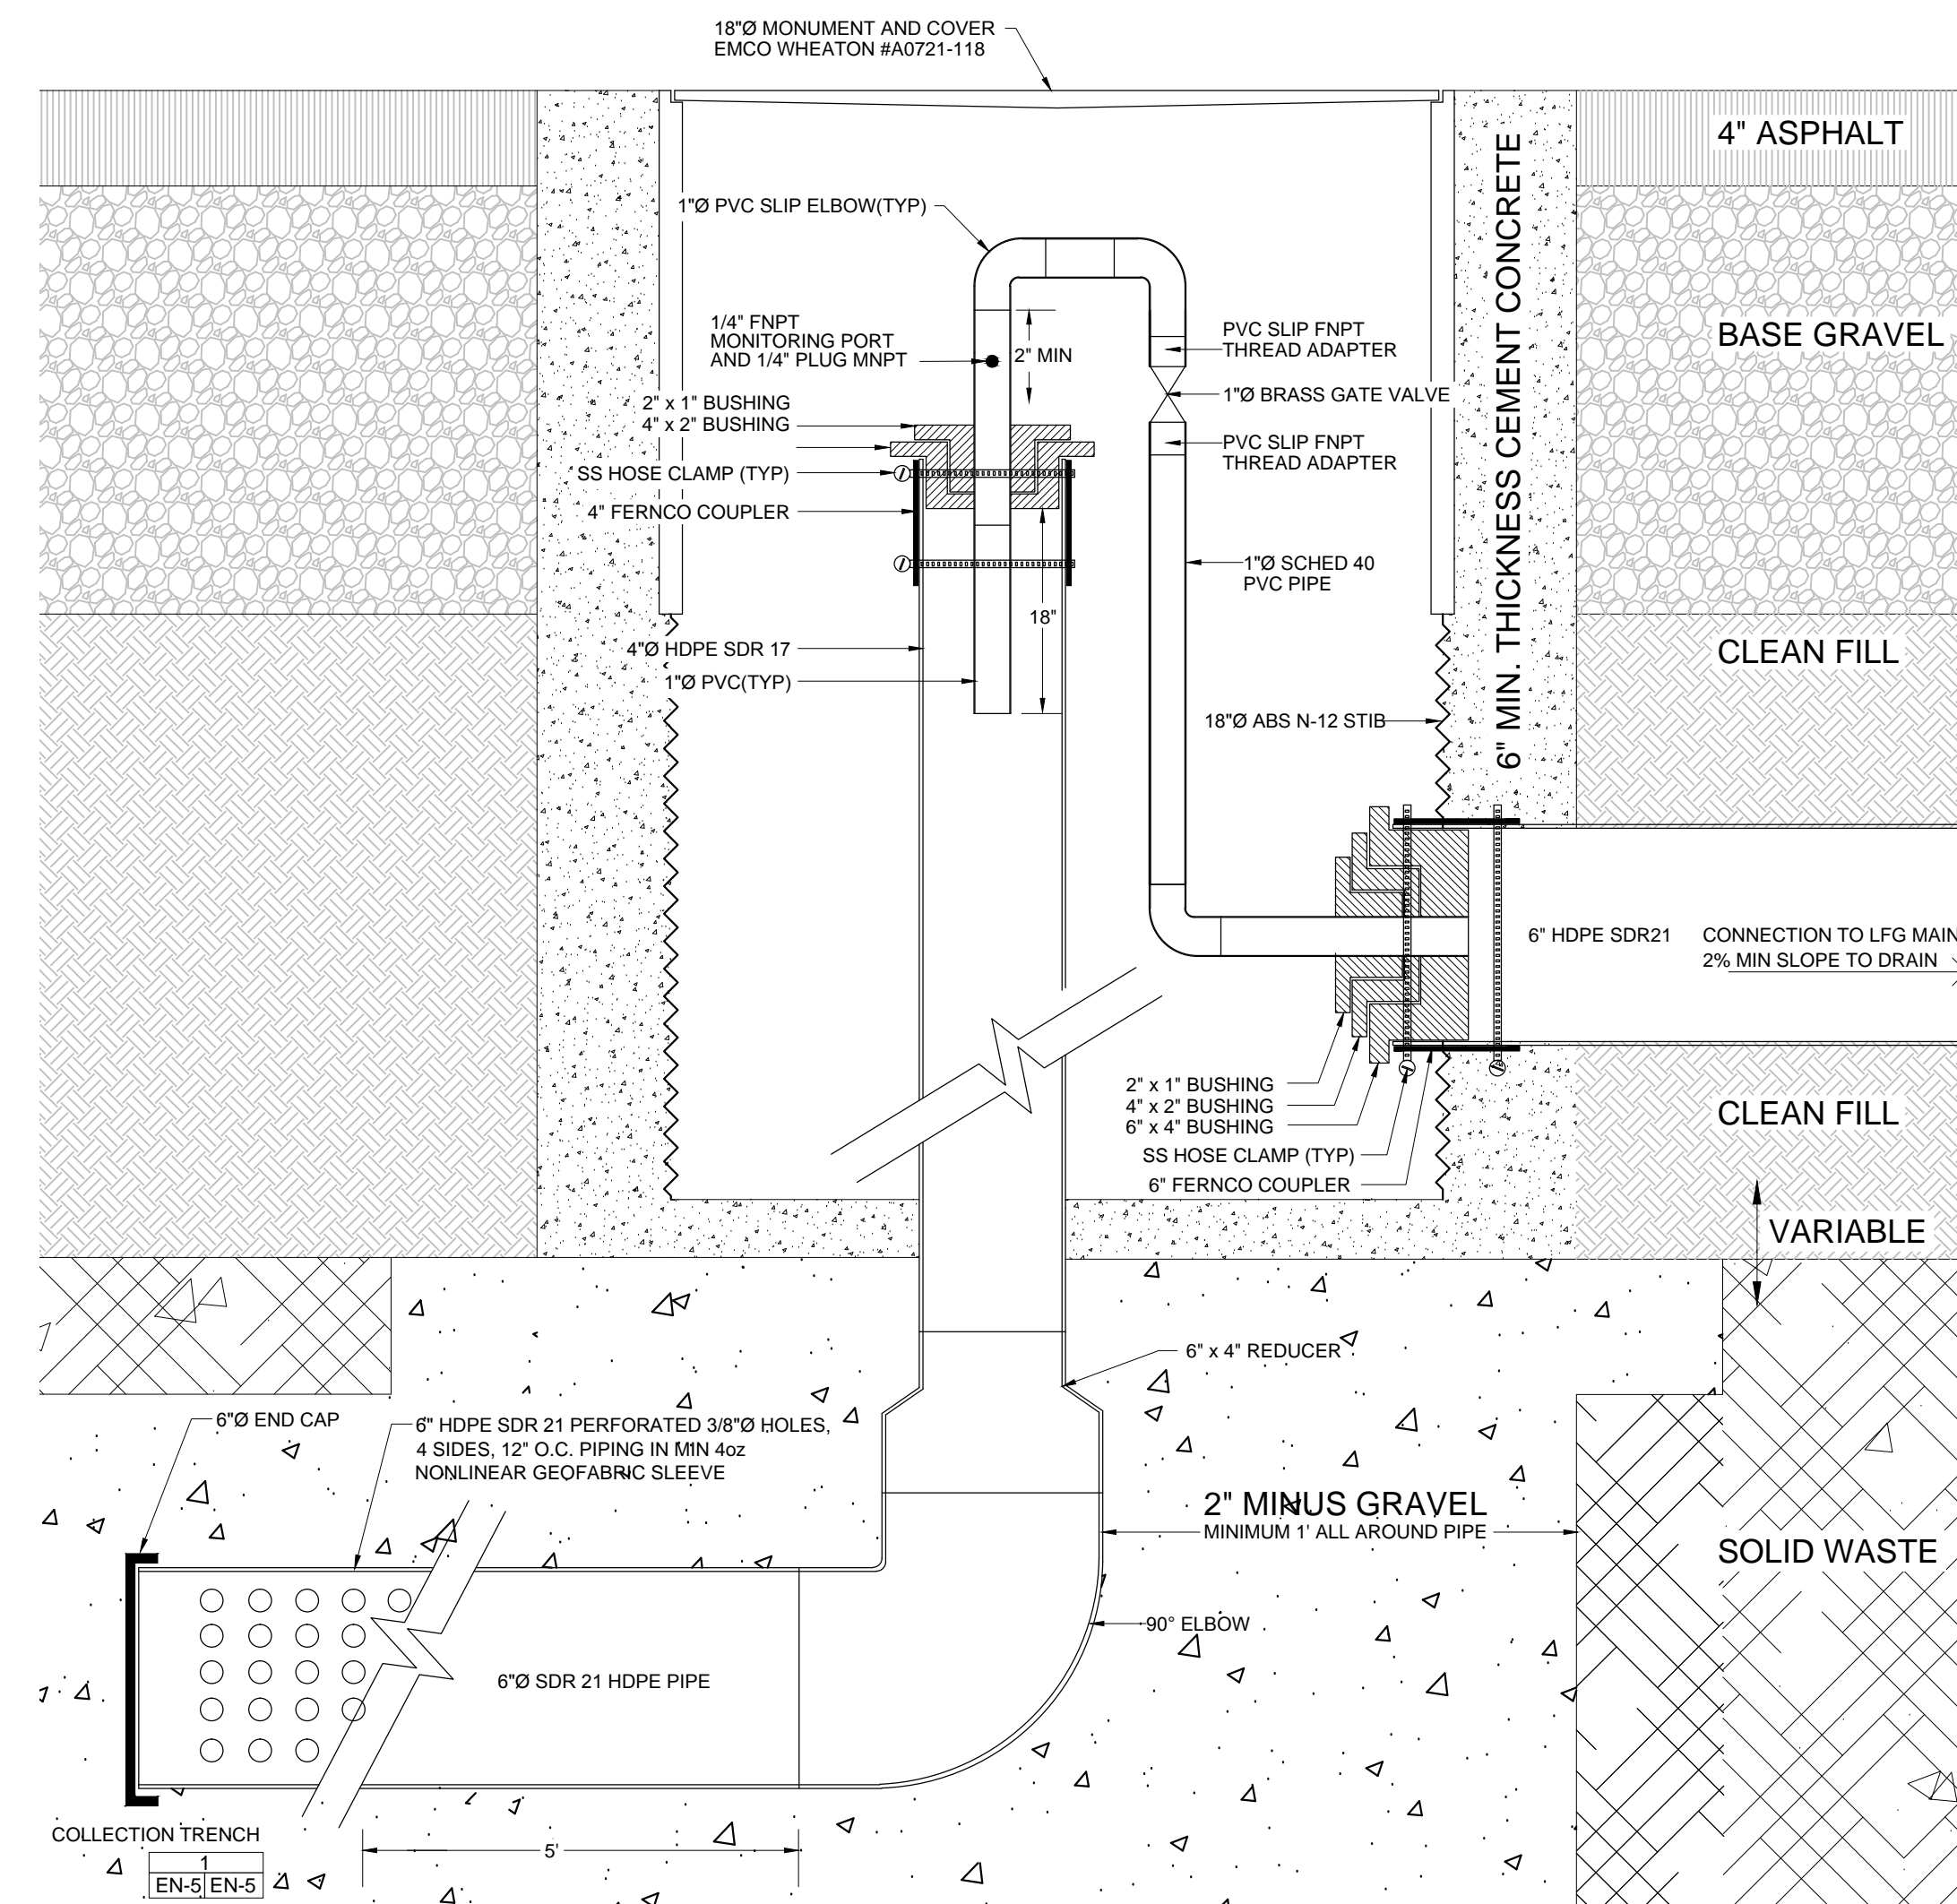 18"Ø MONUMENT AND COVER
EMCO WHEATON #A0721-118
4" ASPHALT
6" MIN. THICKNESS CEMENT CONCRETE
1"Ø PVC SLIP ELBOW(TYP)
1/4" FNPT
MONITORING PORT
AND 1/4" PLUG MNPT
2" MIN
PVC SLIP FNPT
THREAD ADAPTER
BASE GRAVEL
2" x 1" BUSHING
4" x 2" BUSHING
1"Ø BRASS GATE VALVE
PVC SLIP FNPT
THREAD ADAPTER
SS HOSE CLAMP (TYP)
4" FERNCO COUPLER
1"Ø SCHED 40
PVC PIPE
18"
4"Ø HDPE SDR 17
1"Ø PVC(TYP)
CLEAN FILL
18"Ø ABS N-12 STIB
6" HDPE SDR21
CONNECTION TO LFG MAIN
2% MIN SLOPE TO DRAIN
2" x 1" BUSHING
4" x 2" BUSHING
6" x 4" BUSHING
SS HOSE CLAMP (TYP)
6" FERNCO COUPLER
CLEAN FILL
VARIABLE
6" x 4" REDUCER
6"Ø END CAP
6" HDPE SDR 21 PERFORATED 3/8"Ø HOLES,
4 SIDES, 12" O.C. PIPING IN MIN 4oz
NONLINEAR GEOFABRIC SLEEVE
2" MINUS GRAVEL
MINIMUM 1' ALL AROUND PIPE
SOLID WASTE
90° ELBOW
6"Ø SDR 21 HDPE PIPE
COLLECTION TRENCH
1
EN-5 EN-5
5'